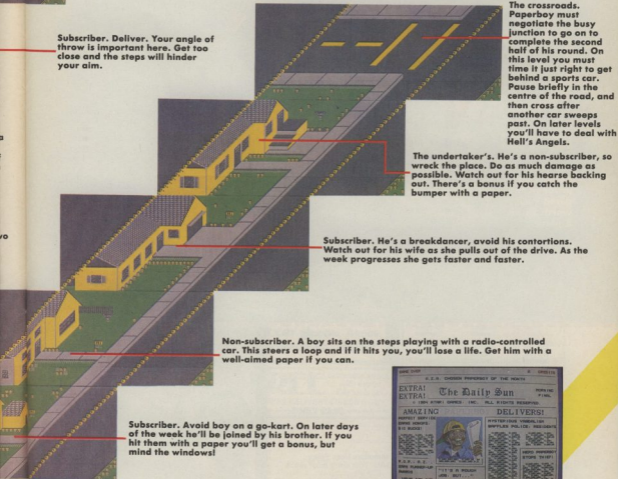 Subscriber. Deliver. Your angle of
throw is important here. Get too
close and the steps will hinder
your aim.
The crossroads.
Paperboy must
negotiate the busy
junction to go on to
complete the second
half of his round. On
this level you must
time it just right to get
behind a sports car.
Pause briefly in the
centre of the road, and
then cross after
another car sweeps
past. On later levels
you'll have to deal with
Hell's Angels.
The undertaker's. He's a non-subscriber, so
wreck the place. Do as much damage as
possible. Watch out for his hearse backing
out. There's a bonus if you catch the
bumper with a paper.
Subscriber. He's a breakdancer, avoid his contortions.
Watch out for his wife as she pulls out of the drive. As the
week progresses she gets faster and faster.
Non-subscriber. A boy sits on the steps playing with a radio-controlled
car. This steers a loop and if it hits you, you'll lose a life. Get him with a
well-aimed paper if you can.
Subscriber. Avoid boy on a go-kart. On later days
of the week he'll be joined by his brother. If you
hit them with a paper you'll get a bonus, but
mind the windows!
EXTRA!
EXTRA!
The Daily Sun
AMAZING
DELIVERS!